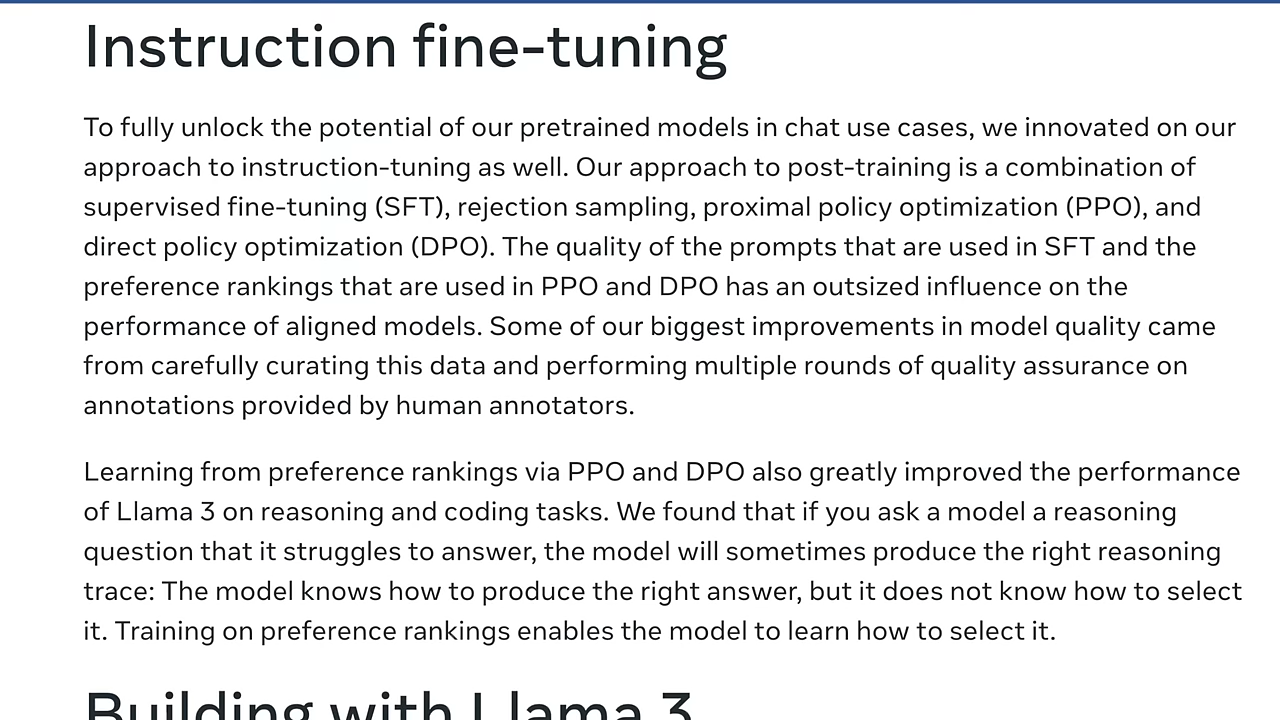 Instruction fine-tuning
To fully unlock the potential of our pretrained models in chat use cases, we innovated on our
approach to instruction-tuning as well. Our approach to post-training is a combination of
supervised fine-tuning (SFT), rejection sampling, proximal policy optimization (PPO), and
direct policy optimization (DPO). The quality of the prompts that are used in SFT and the
preference rankings that are used in PPO and DPO has an outsized influence on the
performance of aligned models. Some of our biggest improvements in model quality came
from carefully curating this data and performing multiple rounds of quality assurance on
annotations provided by human annotators.
Learning from preference rankings via PPO and DPO also greatly improved the performance
of Llama 3 on reasoning and coding tasks. We found that if you ask a model a reasoning
question that it struggles to answer, the model will sometimes produce the right reasoning
trace: The model knows how to produce the right answer, but it does not know how to select
it. Training on preference rankings enables the model to learn how to select it.
Building with Llama 3